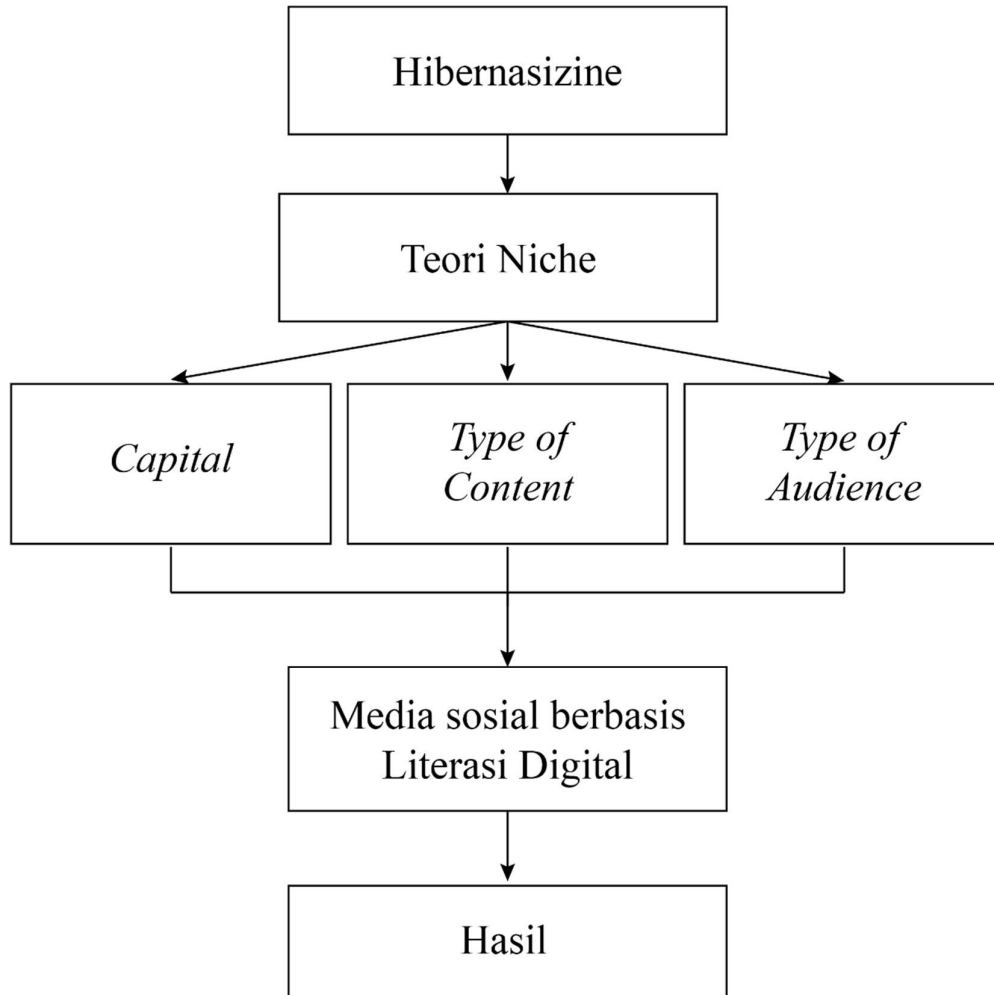 Hibernasizine
Teori Niche
Capital
Type of
Content
Type of
Audience
Media sosial berbasis
Literasi Digital
Hasil